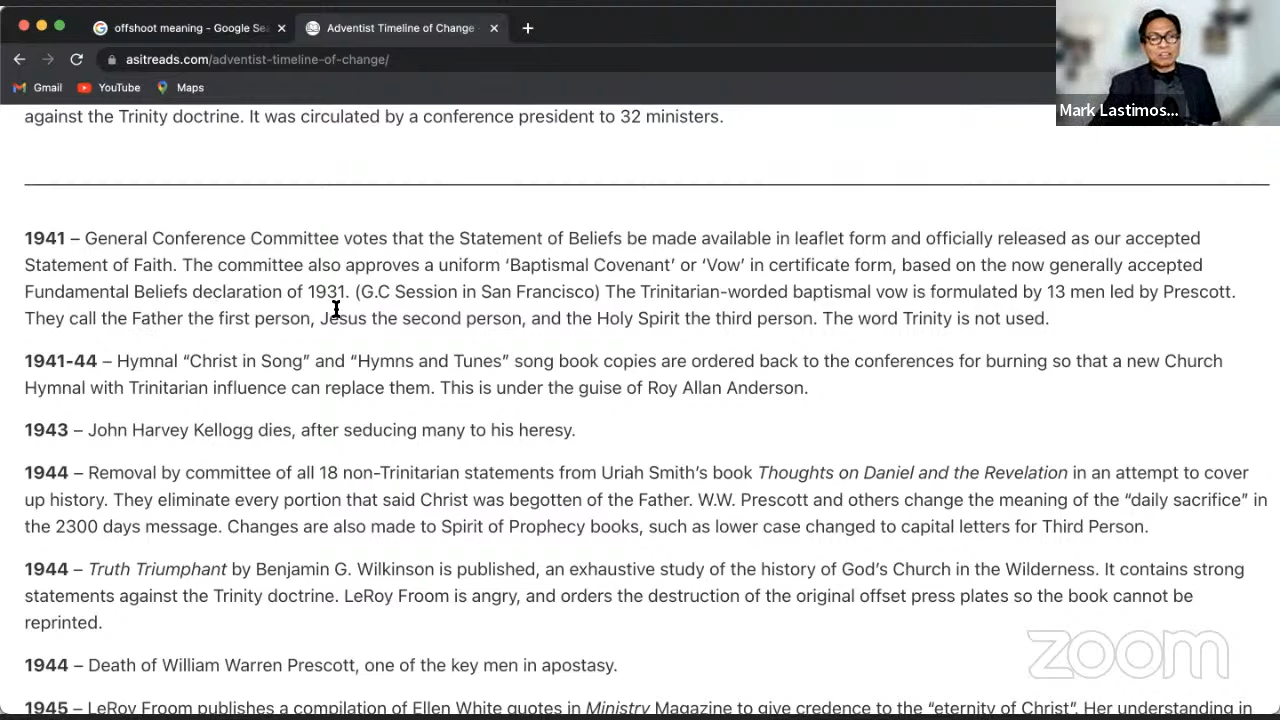 offshoot meaning - Google Se
Adventist Timeline of Change
asitreads.com/adventist-timeline-of-change/
Gmail YouTube Maps
Mark Lastimos...
against the Trinity doctrine. It was circulated by a conference president to 32 ministers.
1941 – General Conference Committee votes that the Statement of Beliefs be made available in leaflet form and officially released as our accepted
Statement of Faith. The committee also approves a uniform ‘Baptismal Covenant’ or ‘Vow’ in certificate form, based on the now generally accepted
Fundamental Beliefs declaration of 1931. (G.C Session in San Francisco) The Trinitarian-worded baptismal vow is formulated by 13 men led by Prescott.
They call the Father the first person, Jesus the second person, and the Holy Spirit the third person. The word Trinity is not used.
1941-44 – Hymnal “Christ in Song” and “Hymns and Tunes” song book copies are ordered back to the conferences for burning so that a new Church
Hymnal with Trinitarian influence can replace them. This is under the guise of Roy Allan Anderson.
1943 – John Harvey Kellogg dies, after seducing many to his heresy.
1944 – Removal by committee of all 18 non-Trinitarian statements from Uriah Smith’s book Thoughts on Daniel and the Revelation in an attempt to cover
up history. They eliminate every portion that said Christ was begotten of the Father. W.W. Prescott and others change the meaning of the “daily sacrifice” in
the 2300 days message. Changes are also made to Spirit of Prophecy books, such as lower case changed to capital letters for Third Person.
1944 – Truth Triumphant by Benjamin G. Wilkinson is published, an exhaustive study of the history of God’s Church in the Wilderness. It contains strong
statements against the Trinity doctrine. LeRoy Froom is angry, and orders the destruction of the original offset press plates so the book cannot be
reprinted.
zoom
1944 – Death of William Warren Prescott, one of the key men in apostasy.
1945 – LeRoy Froom publishes a compilation of Ellen White quotes in Ministry Magazine to give credence to the “eternity of Christ”. Her understanding in